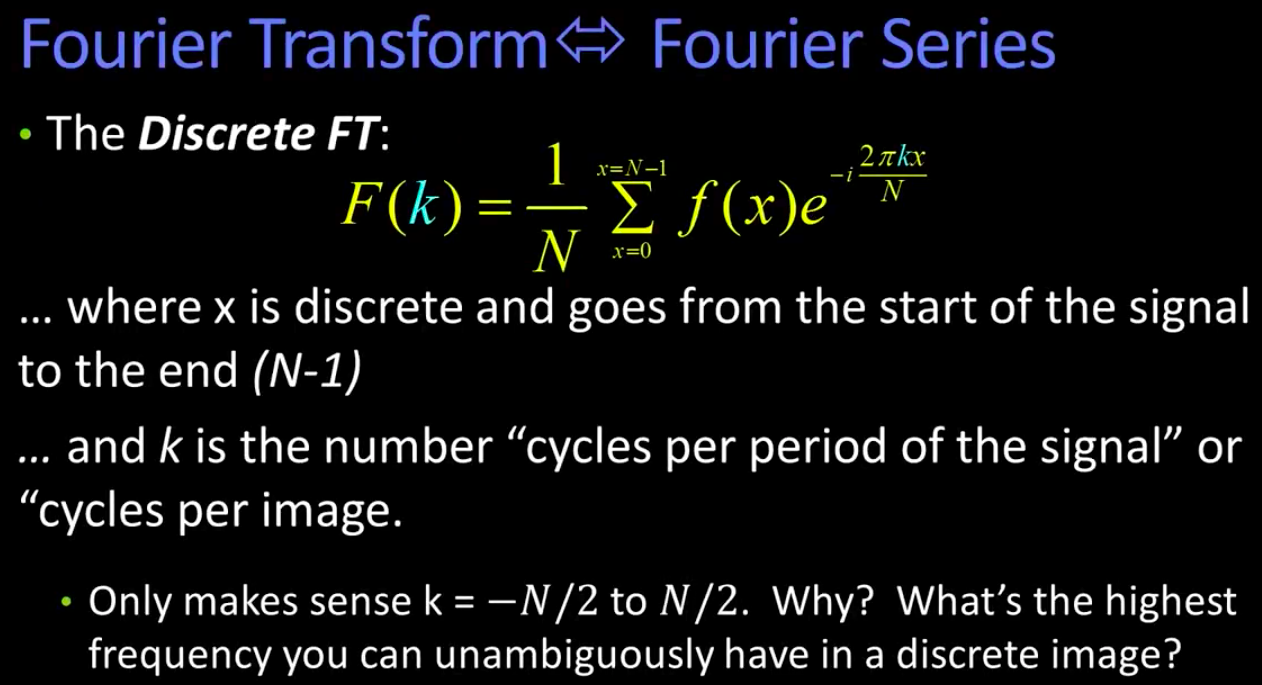 Fourier Transform⇔ Fourier Series
• The Discrete FT:
F(k) = \frac{1}{N} \sum_{x=0}^{x=N-1} f(x)e^{-i\frac{2\pi kx}{N}}
... where x is discrete and goes from the start of the signal
to the end (N-1)
... and k is the number “cycles per period of the signal” or
“cycles per image.
• Only makes sense k = −N/2 to N/2. Why? What’s the highest
frequency you can unambiguously have in a discrete image?